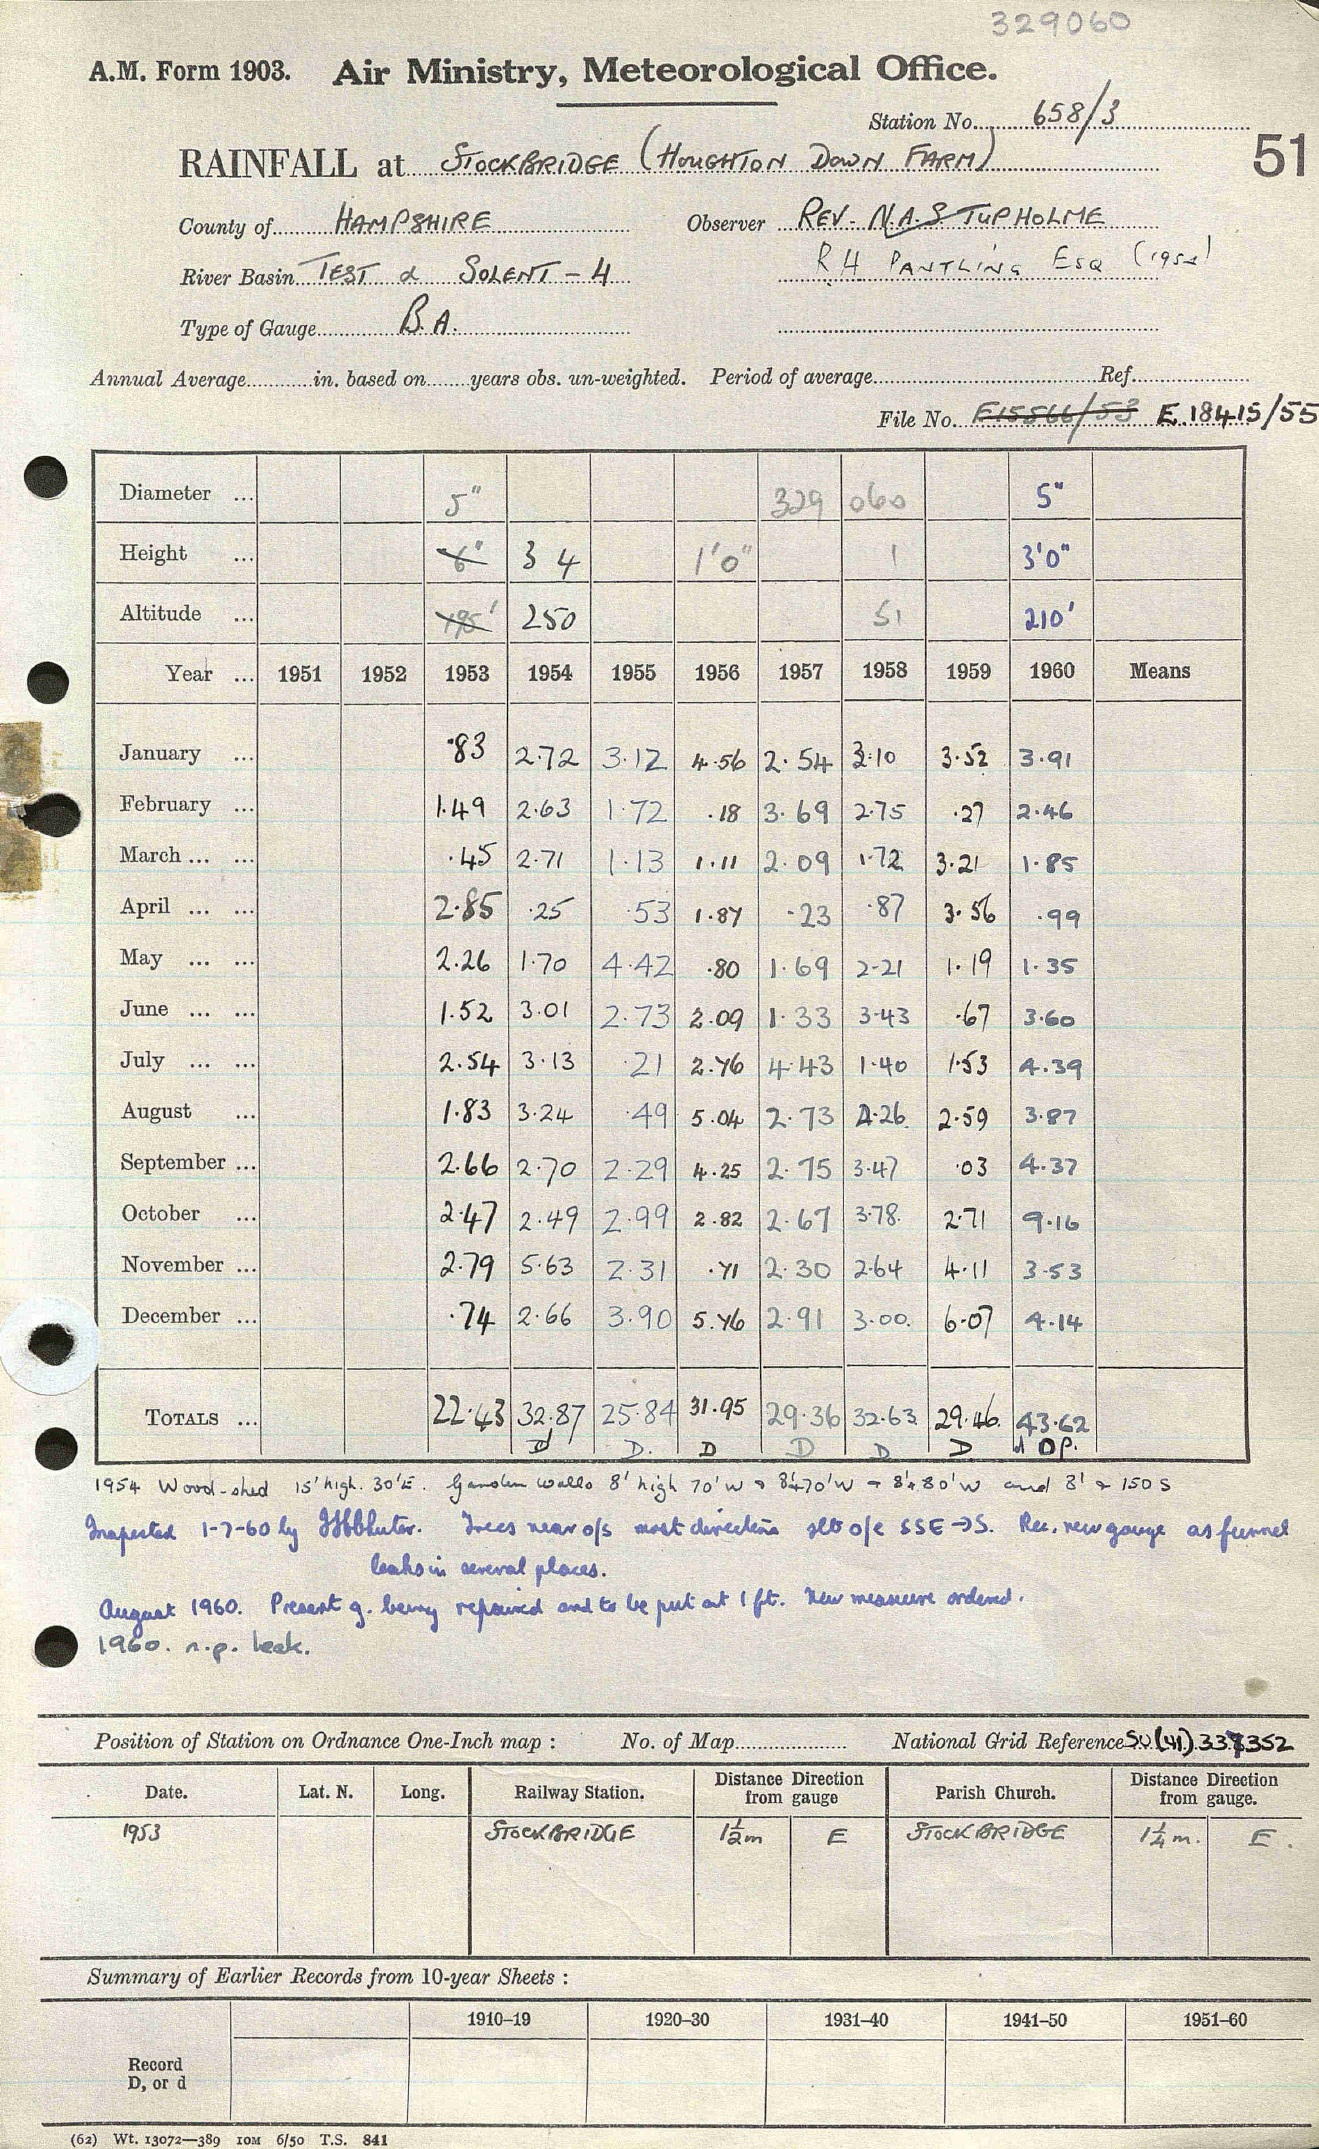 329060
A.M. Form 1903. Air Ministry, Meteorological Office.
Station No. 658/3
RAINFALL at STOCKBRIDGE (HOUGHTON DOWN FARM) 51
County of HAMPSHIRE Observer REV. N.A.S. TUPHOLME
River Basin TEST & SOLENT - 4 R H PANTLING ESQ
Type of Gauge B.A.
Annual Average in. based on years obs. un-weighted. Period of average Ref.
File No. E15566/53 E.18415/55
Diameter ... 5" 329 060 5"
Height ... 6" 3 4 1'0" 1 3'0"
Altitude ... 195' 250 51 210'
Year ... 1951 1952 1953 1954 1955 1956 1957 1958 1959 1960 Means
January ... .83 2.72 3.12 4.56 2.54 3.10 3.52 3.91
February ... 1.49 2.63 1.72 .18 3.69 2.75 .27 2.46
March ... ... .45 2.71 1.13 1.11 2.09 1.72 3.21 1.85
April ... ... 2.85 .25 .53 1.87 .23 .87 3.56 .99
May ... ... 2.26 1.70 4.42 .80 1.69 2.21 1.19 1.35
June ... ... 1.52 3.01 2.73 2.09 1.33 3.43 .67 3.60
July ... ... 2.54 3.13 .21 2.76 4.43 1.40 1.53 4.39
August ... 1.83 3.24 .49 5.04 2.73 4.26 2.59 3.87
September ... 2.66 2.70 2.29 4.25 2.75 3.47 .03 4.37
October ... 2.47 2.49 2.99 2.82 2.67 3.78 2.71 9.16
November ... 2.79 5.63 2.31 .71 2.30 2.64 4.11 3.53
December ... .74 2.66 3.90 5.76 2.91 3.00 6.07 4.14
TOTALS ... 22.43 32.87 25.84 31.95 29.36 32.63 29.46 43.62
d D. D D D D d DP.
1954 Wood-shed 15' high. 30'E. Garden walls 8' high 70'W & 8'&70'W - 8'&80'W and 8' & 150 S
Inspected 1-7-60 by Trees near o/s most directions o/e SSE→S. Rec. new gauge as funnel
leaks in several places.
August 1960. Present g. being repaired and to be put at 1 ft. New measure ordered.
1960. n.p. leak.
Position of Station on Ordnance One-Inch map : No. of Map National Grid Reference SU(41) 337352
Date. Lat. N. Long. Railway Station. Distance Direction from gauge Parish Church. Distance Direction from gauge.
1953 STOCKBRIDGE 1½m E STOCKBRIDGE 1¼m. E.
Summary of Earlier Records from 10-year Sheets :
1910–19 1920–30 1931–40 1941–50 1951–60
Record
D, or d
(62) Wt. 13072—389 10M 6/50 T.S. 841